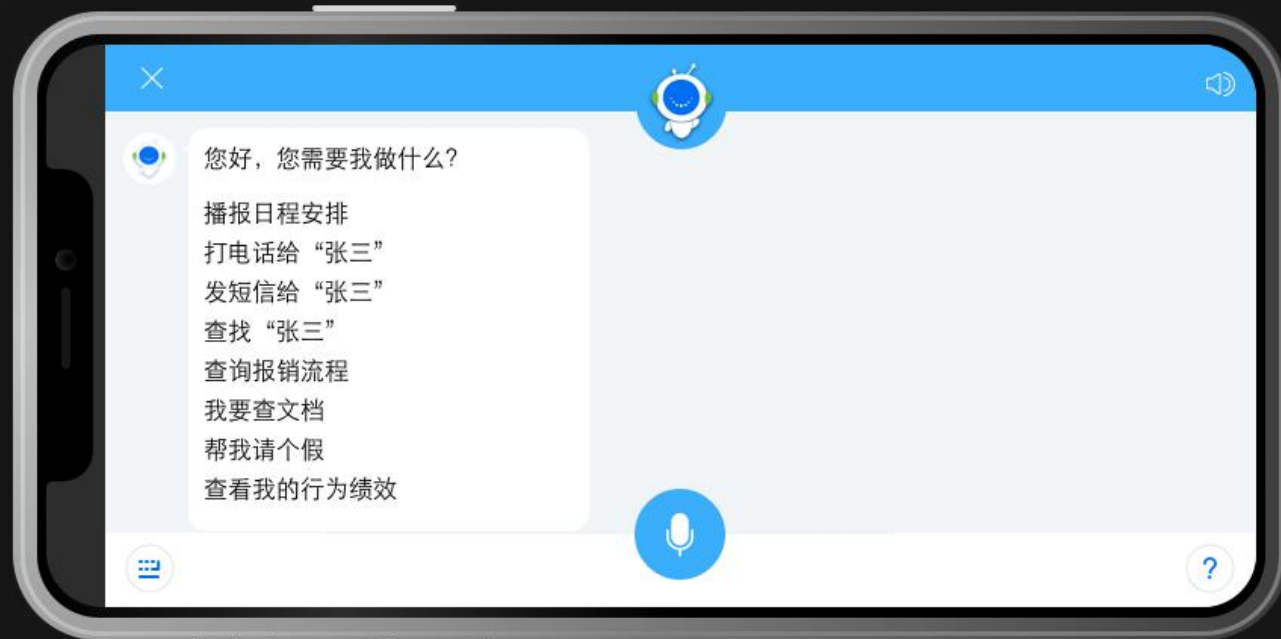 您好，您需要我做什么？
播报日程安排
打电话给“张三”
发短信给“张三”
查找“张三”
查询报销流程
我要查文档
帮我请个假
查看我的行为绩效
?